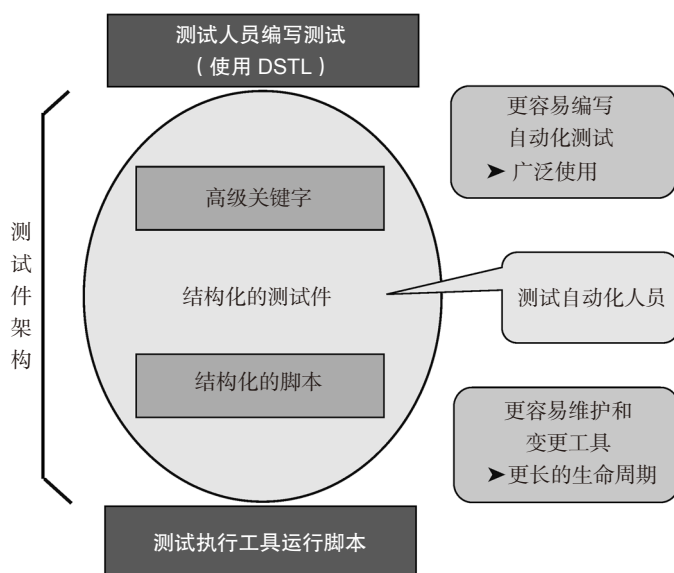 测试人员编写测试
（使用 DSTL）
更容易编写
自动化测试
➤ 广泛使用
高级关键字
测试件架构
结构化的测试件
测试自动化人员
结构化的脚本
更容易维护和
变更工具
➤更长的生命周期
测试执行工具运行脚本